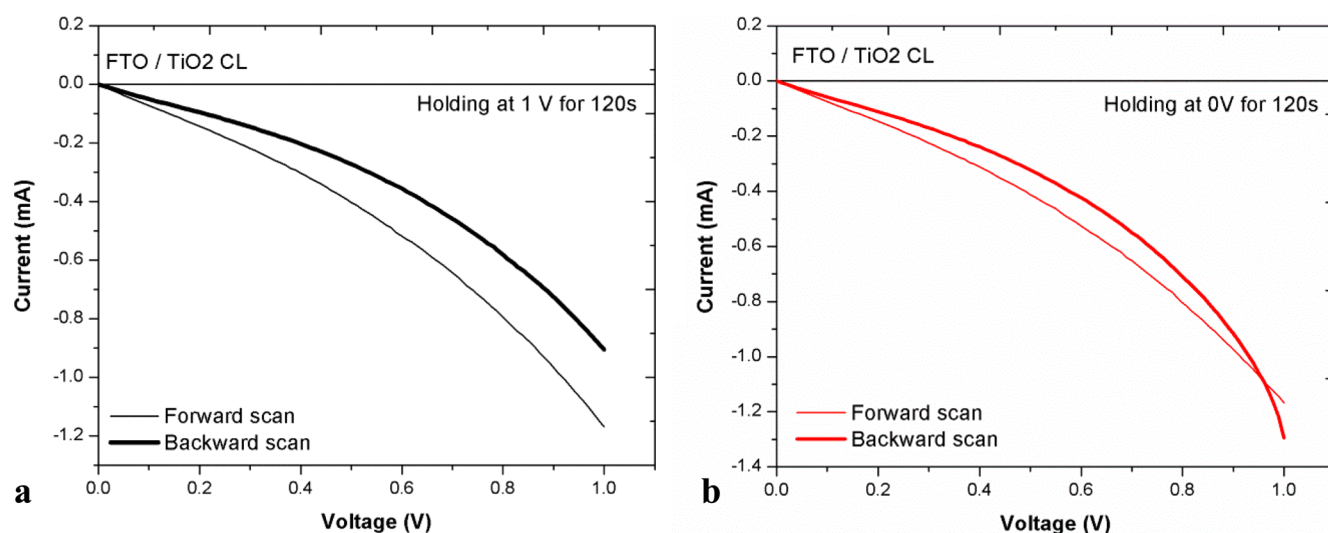 0.2
0.0
-0.2
-0.4
-0.6
-0.8
-1.0
-1.2
Current (mA)
FTO / TiO2 CL
Holding at 1 V for 120s
Forward scan
Backward scan
0.0 0.2 0.4 0.6 0.8 1.0
Voltage (V)
a
0.2
0.0
-0.2
-0.4
-0.6
-0.8
-1.0
-1.2
-1.4
Current (mA)
FTO / TiO2 CL
Holding at 0V for 120s
Forward scan
Backward scan
0.0 0.2 0.4 0.6 0.8 1.0
Voltage (V)
b